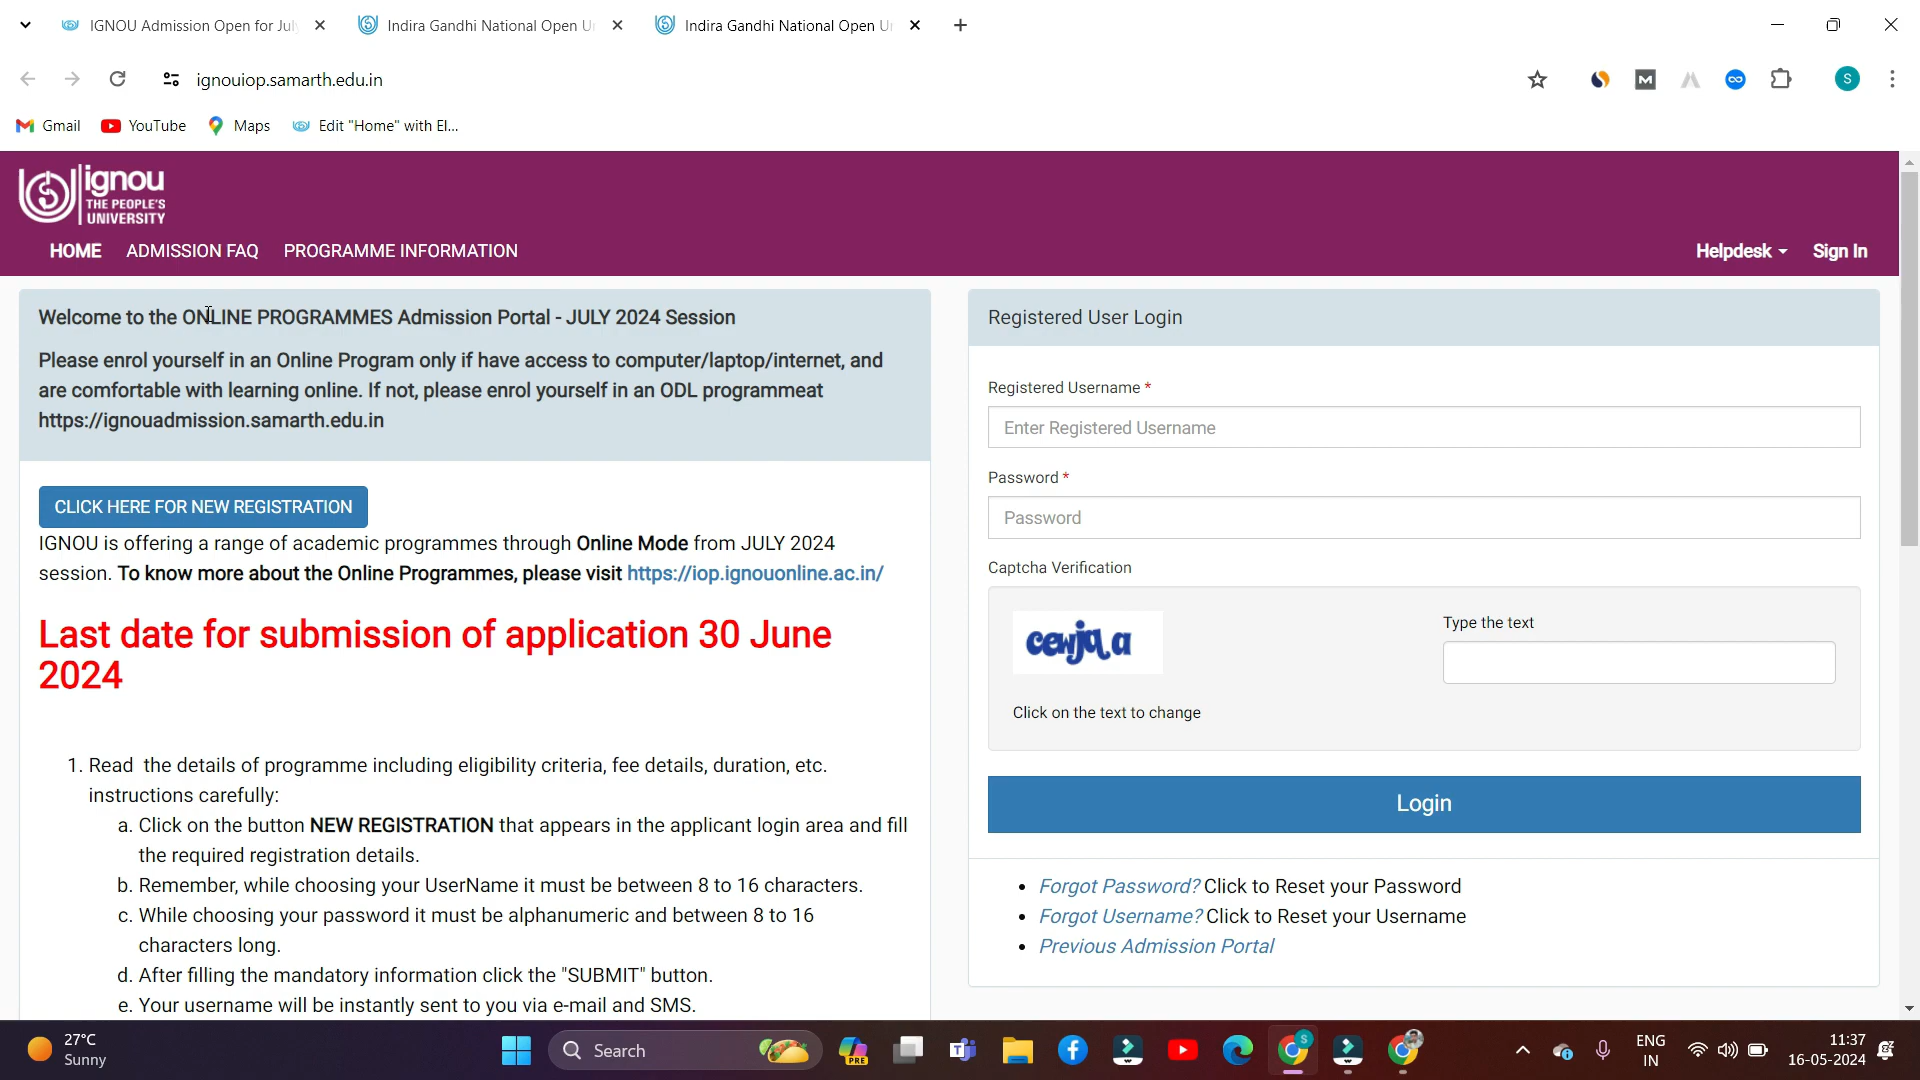 IGNOU Admission Open for Jul
Indira Gandhi National Open U
Indira Gandhi National Open U
ignouiop.samarth.edu.in
S
Gmail
YouTube
Maps
Edit "Home" with El...
ignou
THE PEOPLE'S
UNIVERSITY
HOME
ADMISSION FAQ
PROGRAMME INFORMATION
Helpdesk
Sign In
Welcome to the ONLINE PROGRAMMES Admission Portal - JULY 2024 Session
Please enrol yourself in an Online Program only if have access to computer/laptop/internet, and
are comfortable with learning online. If not, please enrol yourself in an ODL programmeat
https://ignouadmission.samarth.edu.in
CLICK HERE FOR NEW REGISTRATION
IGNOU is offering a range of academic programmes through Online Mode from JULY 2024
session. To know more about the Online Programmes, please visit https://iop.ignouonline.ac.in/
Last date for submission of application 30 June
2024
1. Read the details of programme including eligibility criteria, fee details, duration, etc.
instructions carefully:
a. Click on the button NEW REGISTRATION that appears in the applicant login area and fill
the required registration details.
b. Remember, while choosing your UserName it must be between 8 to 16 characters.
c. While choosing your password it must be alphanumeric and between 8 to 16
characters long.
d. After filling the mandatory information click the "SUBMIT" button.
e. Your username will be instantly sent to you via e-mail and SMS.
Registered User Login
Registered Username *
Enter Registered Username
Password *
Password
Captcha Verification
Type the text
Click on the text to change
Login
• Forgot Password? Click to Reset your Password
• Forgot Username? Click to Reset your Username
• Previous Admission Portal
27°C
Sunny
Search
PRE
ENG
IN
11:37
16-05-2024